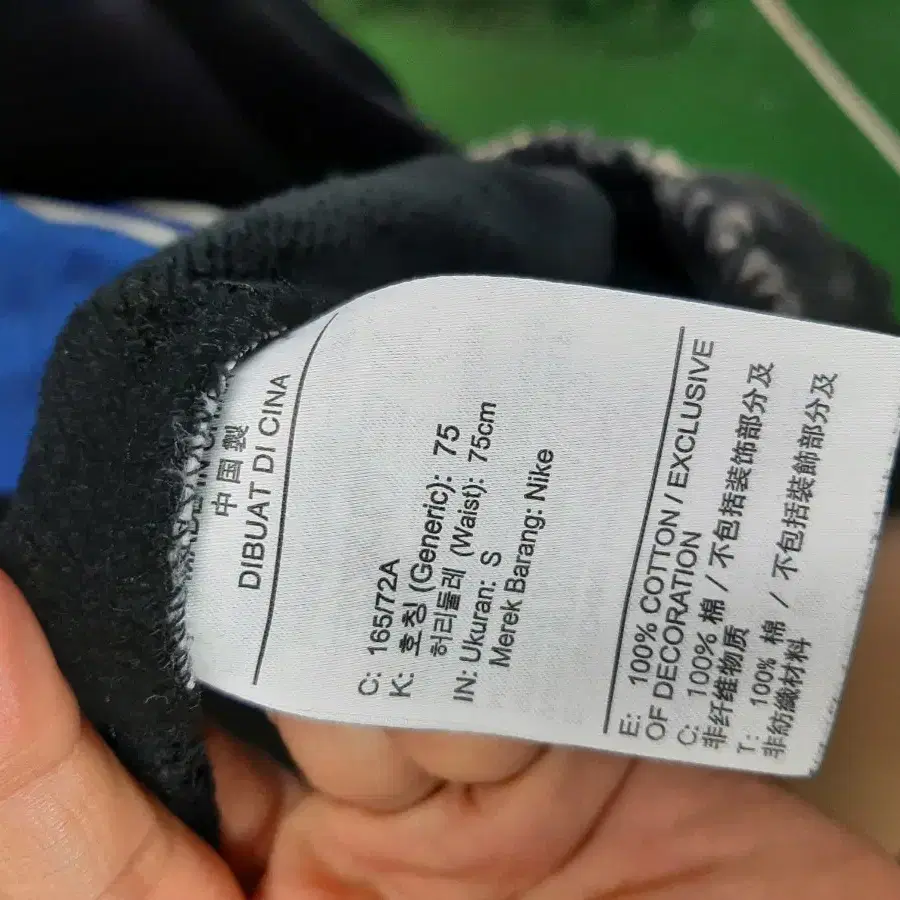 中国製
DIBUAT DI CINA
C: 165/72A
K: 호칭 (Generic): 75
허리둘레 (Waist): 75cm
IN: Ukuran: S
Merek Barang: Nike
E: 100% COTTON / EXCLUSIVE
OF DECORATION
C: 100% 棉 / 不包括装饰部分及
非纤维物质
T: 100% 棉 / 不包括裝飾部分及
非紡織材料